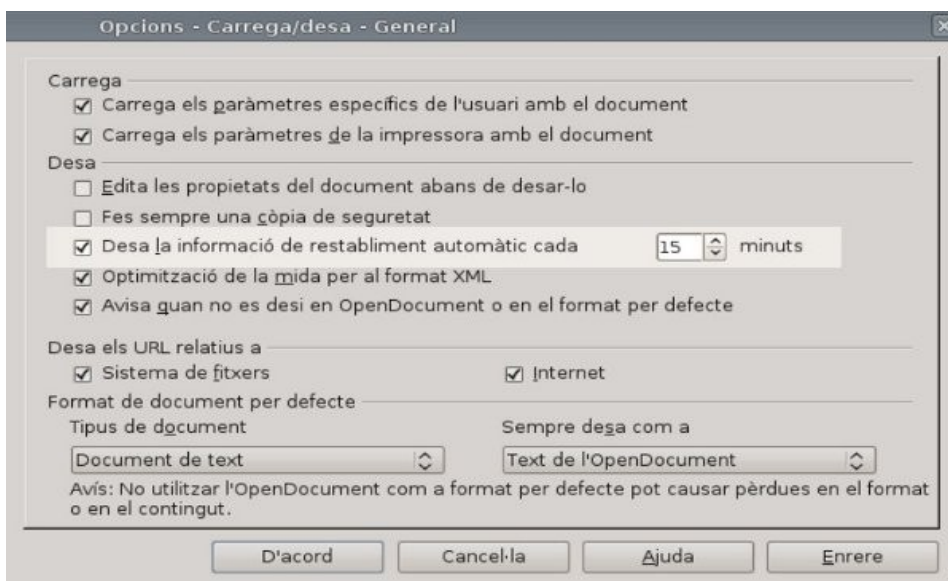 Opcions - Carrega/desa - General
Carrega
Carrega els paràmetres específics de l'usuari amb el document
Carrega els paràmetres de la impressora amb el document
Desa
Edita les propietats del document abans de desar-lo
Fes sempre una còpia de seguretat
Desa la informació de restabliment automàtic cada 15 minuts
Optimització de la mida per al format XML
Avisa quan no es desi en OpenDocument o en el format per defecte
Desa els URL relatius a
Sistema de fitxers Internet
Format de document per defecte
Tipus de document Sempre desa com a
Document de text Text de l'OpenDocument
Avís: No utilitzar l'OpenDocument com a format per defecte pot causar pèrdues en el format
o en el contingut.
D'acord Cancel·la Ajuda Enrere